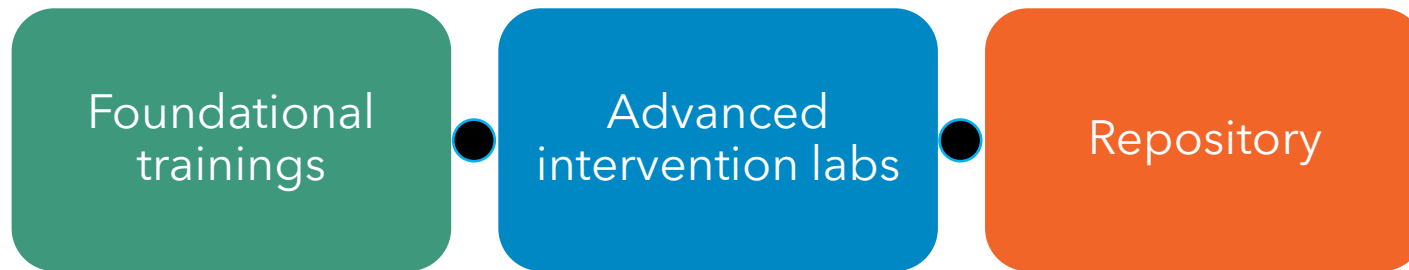 Foundational
trainings
Advanced
intervention labs
Repository